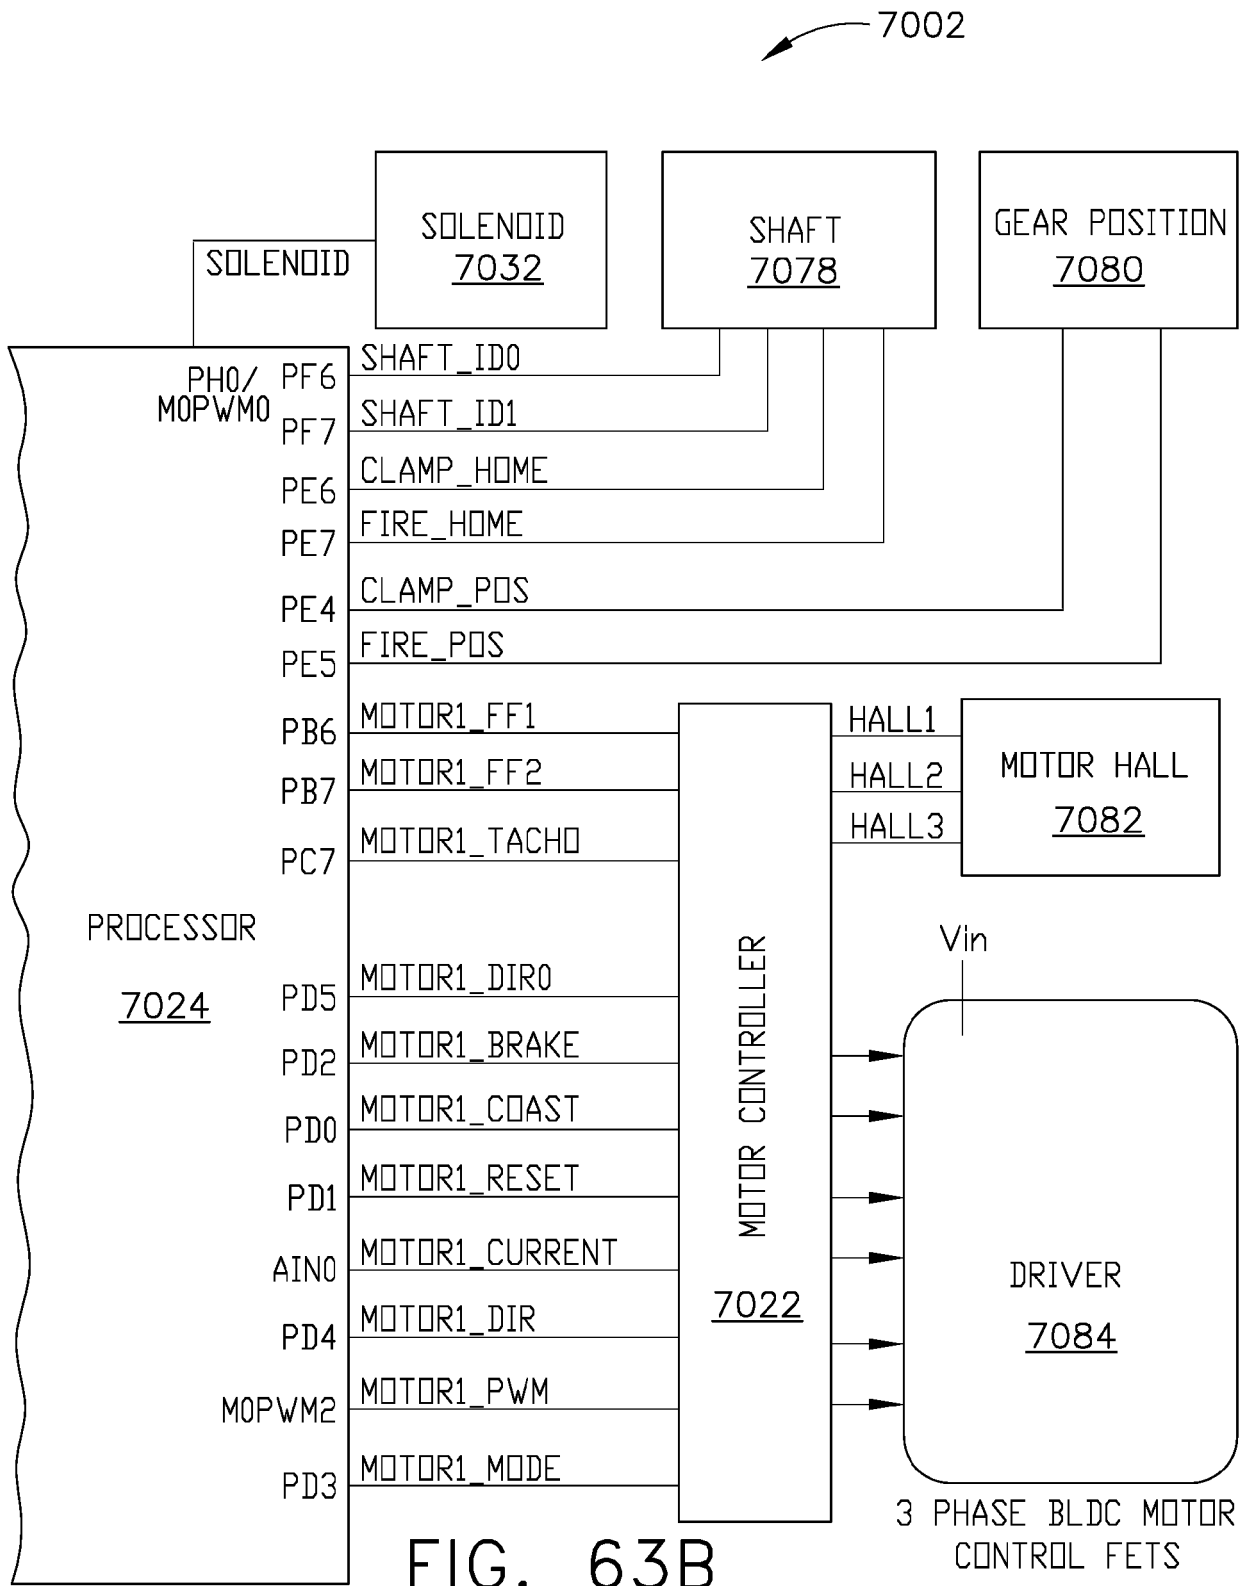 7002
SOLENOID
7032
SHAFT
7078
GEAR POSITION
7080
SOLENOID
PH0/
M0PWM0
PF6
SHAFT_ID0
PF7
SHAFT_ID1
PE6
CLAMP_HOME
PE7
FIRE_HOME
PE4
CLAMP_POS
PE5
FIRE_POS
PB6
MOTOR1_FF1
PB7
MOTOR1_FF2
PC7
MOTOR1_TACHO
HALL1
HALL2
HALL3
MOTOR HALL
7082
PROCESSOR
7024
PD5
MOTOR1_DIR0
PD2
MOTOR1_BRAKE
PD0
MOTOR1_COAST
PD1
MOTOR1_RESET
AIN0
MOTOR1_CURRENT
PD4
MOTOR1_DIR
M0PWM2
MOTOR1_PWM
PD3
MOTOR1_MODE
MOTOR CONTROLLER
7022
Vin
DRIVER
7084
3 PHASE BLDC MOTOR
CONTROL FETS
FIG. 63B